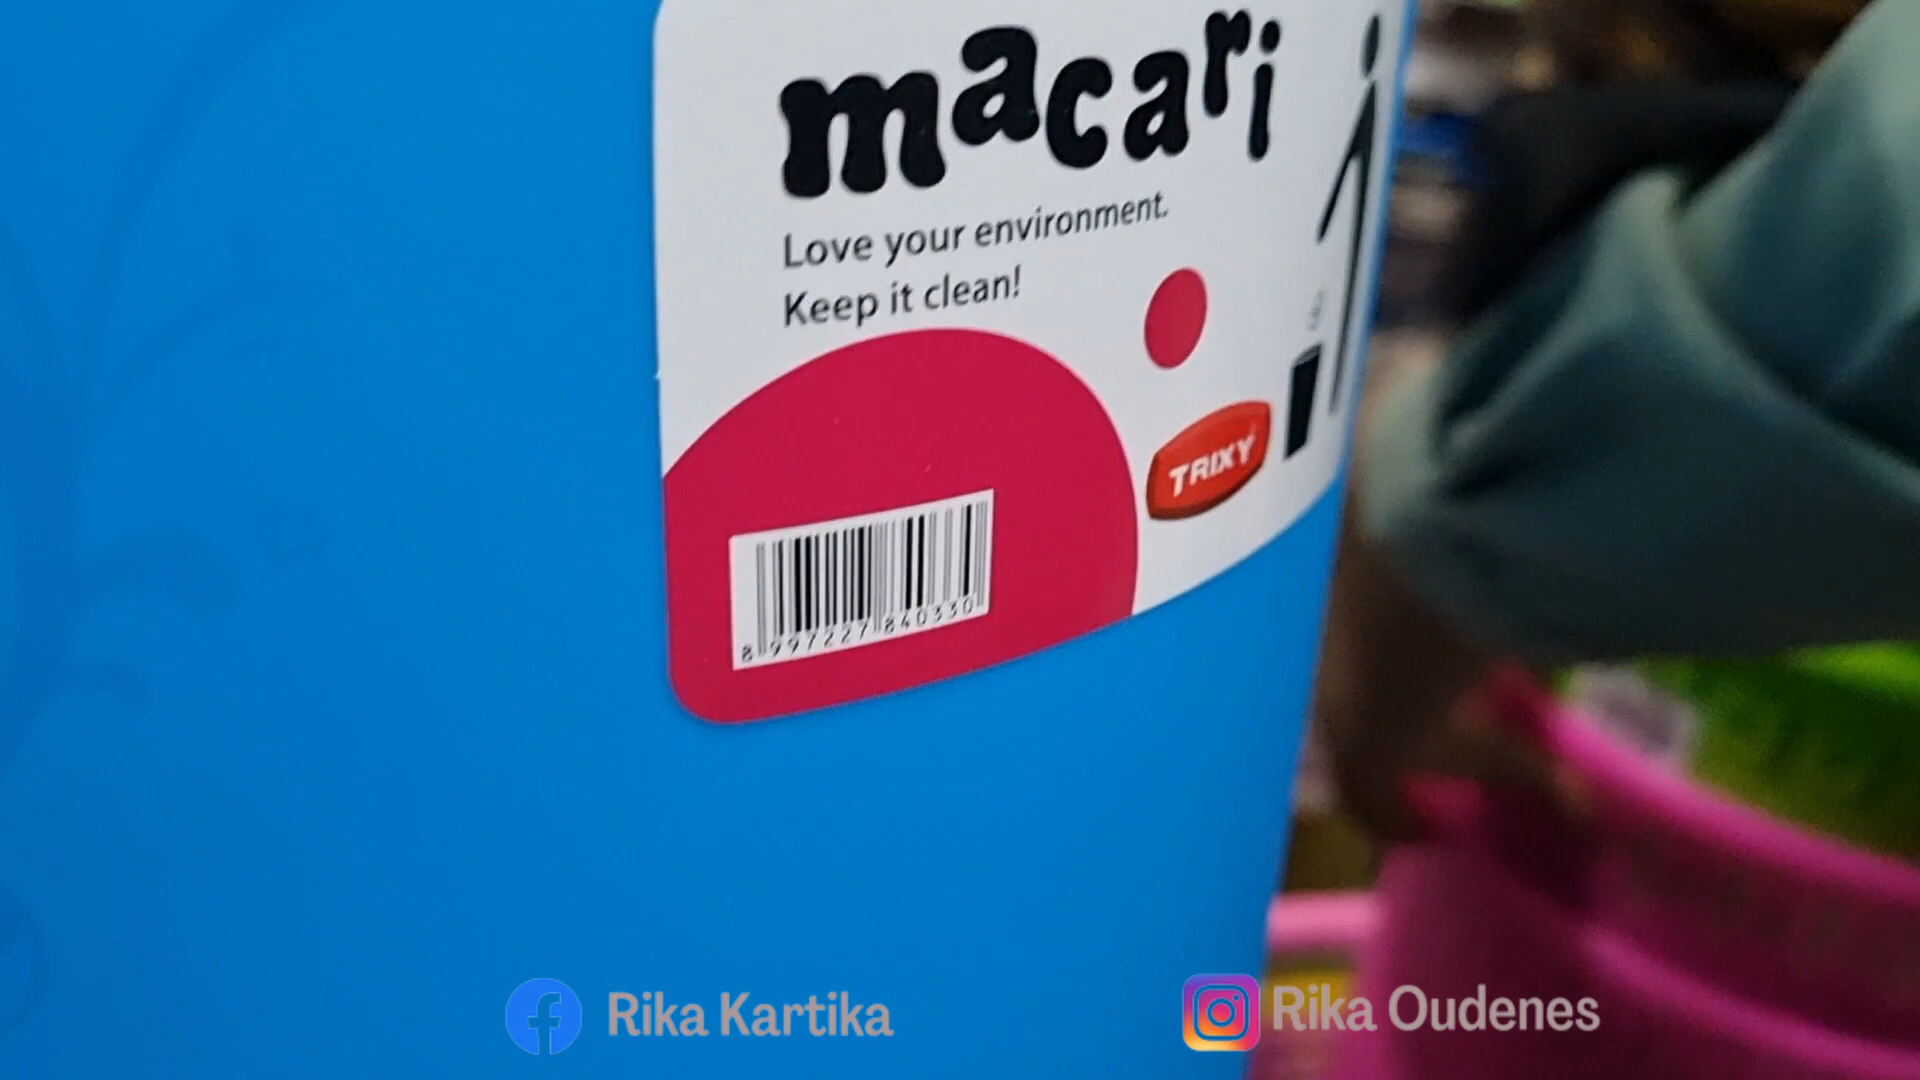 macari
Love your environment.
Keep it clean!
TRIXY
8 997227 840330
Rika Kartika
Rika Oudenes